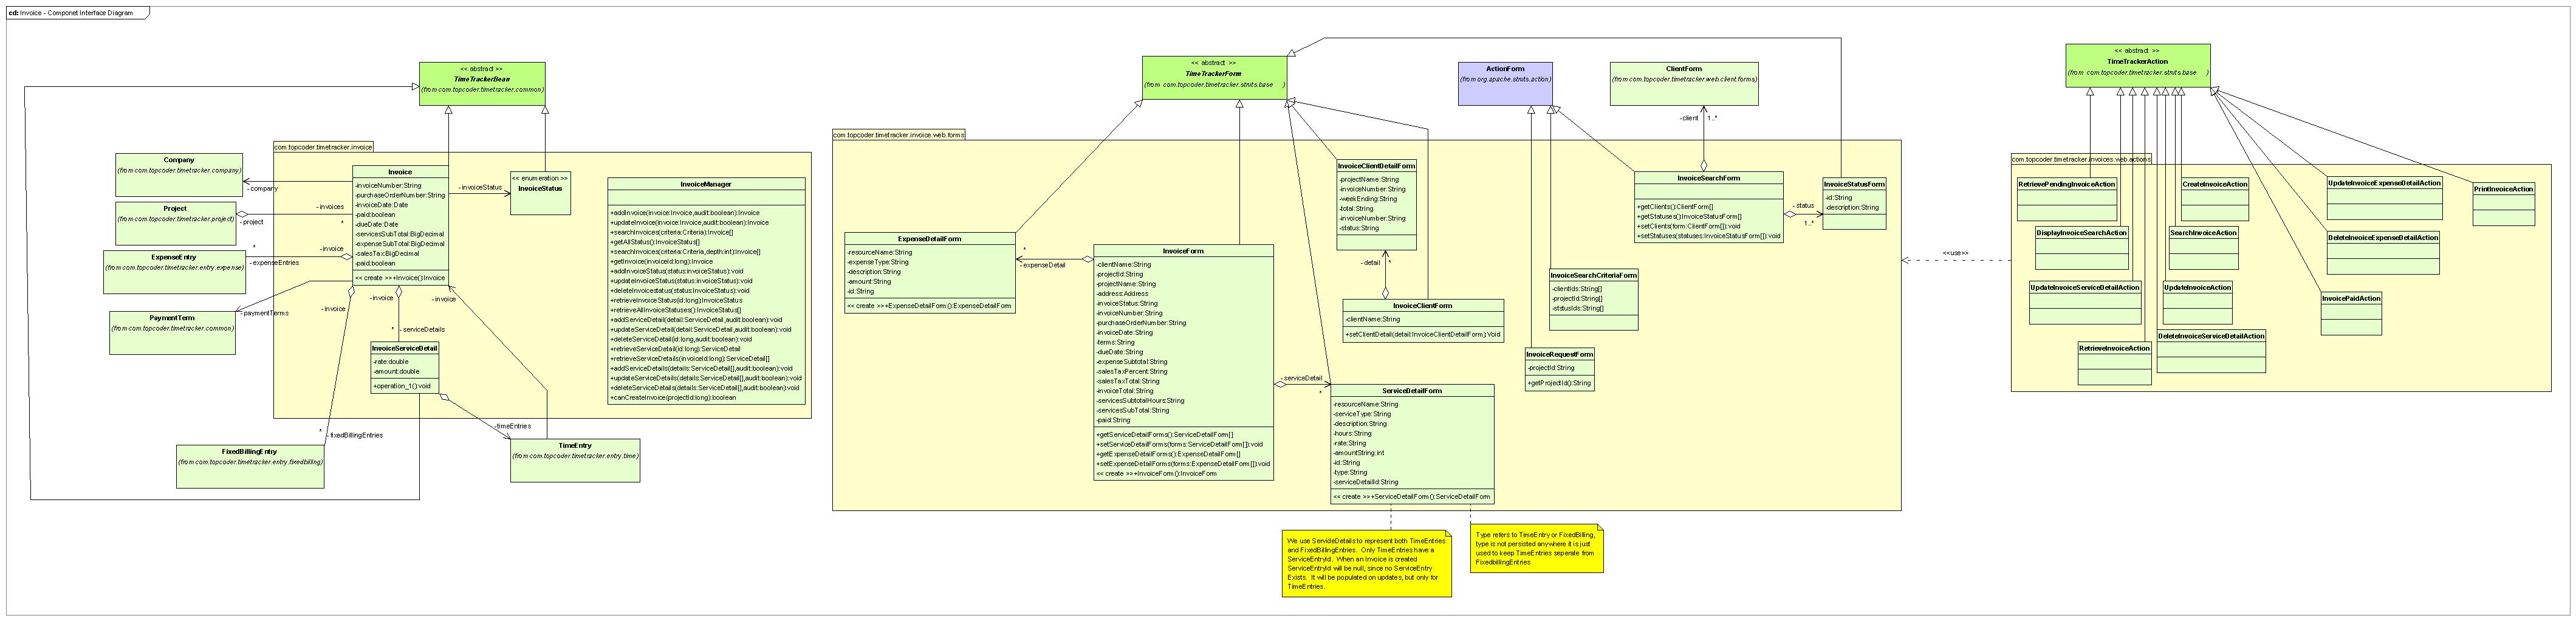 cd: Invoice - Componet Interface Diagram
<< abstract >>
TimeTrackerBean
(from com.topcoder.timetracker.common)
com.topcoder.timetracker.invoice
Company
(from com.topcoder.timetracker.company)
- company
Project
(from com.topcoder.timetracker.project)
- project
- invoices
*
ExpenseEntry
(from com.topcoder.timetracker.entry.expense)
*
- expenseEntries
- invoice
PaymentTerm
(from com.topcoder.timetracker.common)
- paymentTerms
Invoice
-invoiceNumber:String
-purchaseOrderNumber:String
-invoiceDate:Date
-paid:boolean
-dueDate:Date
-servicesSubTotal:BigDecimal
-expenseSubTotal:BigDecimal
-salesTax:BigDecimal
-paid:boolean
<< create >>+Invoice():Invoice
- invoiceStatus
<< enumeration >>
InvoiceStatus
- invoice
- invoice
- invoice
* - serviceDetails
InvoiceServiceDetail
-rate:double
-amount:double
+operation_1():void
-timeEntries
*
- fixedBillingEntries
FixedBillingEntry
(from com.topcoder.timetracker.entry.fixedbilling)
TimeEntry
(from com.topcoder.timetracker.entry.time)
InvoiceManager
+addInvoice(invoice:Invoice,audit:boolean):Invoice
+updateInvoice(invoice:Invoice,audit:boolean):Invoice
+searchInvoices(criteria:Criteria):Invoice[]
+getAllStatus():InvoiceStatus[]
+searchInvoices(criteria:Criteria,depth:int):Invoice[]
+getInvoice(invoiceId:long):Invoice
+addInvoiceStatus(status:invoiceStatus):void
+updateInvoiceStatus(status:invoiceStatus):void
+deleteInvoicestatus(status:InvoiceStatus):void
+retrieveInvoiceStatus(id:long):InvoiceStatus
+retrieveAllInvoiceStatuses():InvoiceStatus[]
+addServiceDetail(detail:ServiceDetail,audit:boolean):void
+updateServiceDetail(detail:ServiceDetail,audit:boolean):void
+deleteServiceDetail(id:long,audit:boolean):void
+retrieveServiceDetail(id:long):ServiceDetail
+retrieveServiceDetails(invoiceId:long):ServiceDetail[]
+addServiceDetails(details:ServiceDetail[],audit:boolean):void
+updateServiceDetails(details:ServiceDetail[],audit:boolean):void
+deleteServiceDetails(details:ServiceDetail[],audit:boolean):void
+canCreateInvoice(projectId:long):boolean
<< abstract >>
TimeTrackerForm
(from com.topcoder.timetracker.struts.base )
ActionForm
(from org.apache.struts.action)
ClientForm
(from com.topcoder.timetracker.web.client.forms)
- client 1..*
com.topcoder.timetracker.invoice.web.forms
ExpenseDetailForm
-resourceName:String
-expenseType:String
-description:String
-amount:String
-id:String
<< create >>+ExpenseDetailForm():ExpenseDetailForm
*
- expenseDetail
InvoiceForm
-clientName:String
-projectId:String
-projectName:String
-address:Address
-invoiceStatus:String
-invoiceNumber:String
-purchaseOrderNumber:String
-invoiceDate:String
-terms:String
-dueDate:String
-expenseSubtotal:String
-salesTaxPercent:String
-salesTaxTotal:String
-invoiceTotal:String
-servicesSubtotalHours:String
-servicesSubTotal:String
-paid:String
+getServiceDetailForms():ServiceDetailForm[]
+setServiceDetailForms(forms:ServiceDetailForm[]):void
+getExpenseDetailForms():ExpenseDetailForm[]
+setExpenseDetailForms(forms:ExpenseDetailForm[]):void
<< create >>+InvoiceForm():InvoiceForm
InvoiceClientDetailForm
-projectName:String
-invoiceNumber:String
-weekEnding:String
-total:String
-invoiceNumber:String
-status:String
- detail *
InvoiceClientForm
-clientName:String
+setClientDetail(detail:InvoiceClientDetailForm):Void
- serviceDetail
*
ServiceDetailForm
-resourceName:String
-serviceType:String
-description:String
-hours:String
-rate:String
-amountString:int
-id:String
-type:String
-serviceDetailId:String
<< create >>+ServiceDetailForm():ServiceDetailForm
InvoiceSearchCriteriaForm
-clientIds:String[]
-projectId:String[]
-statusIds:String[]
InvoiceRequestForm
-projectId:String
+getProjectId():String
InvoiceSearchForm
+getClients():ClientForm[]
+getStatuses():InvoiceStatusForm[]
+setClients(form:ClientForm[]):void
+setStatuses(statuses:InvoiceStatusForm[]):void
- status
1..*
InvoiceStatusForm
-id:String
-description:String
We use ServideDetails to represent both TimeEntries
and FixedBillingEntries. Only TimeEntries have a
ServiceEntryId. When an Invoice is created
ServiceEntryId will be null, since no ServiceEntry
Exists. It will be populated on updates, but only for
TimeEntries.
Type refers to TimeEntry or FixedBilling,
type is not persisted anywhere it is just
used to keep TimeEntries seperate from
FixedbillingEntries
<<use>>
<< abstract >>
TimeTrackerAction
(from com.topcoder.timetracker.struts.base )
com.topcoder.timetracker.invoices.web.actions
RetrievePendingInvoiceAction
DisplayInvoiceSearchAction
UpdateInvoiceServiceDetailAction
RetrieveInvoiceAction
CreateInvoiceAction
SearchInvoiceAction
UpdateInvoiceAction
DeleteInvoiceServiceDetailAction
UpdateInvoiceExpenseDetailAction
DeleteInvoiceExpenseDetailAction
InvoicePaidAction
PrintInvoiceAction